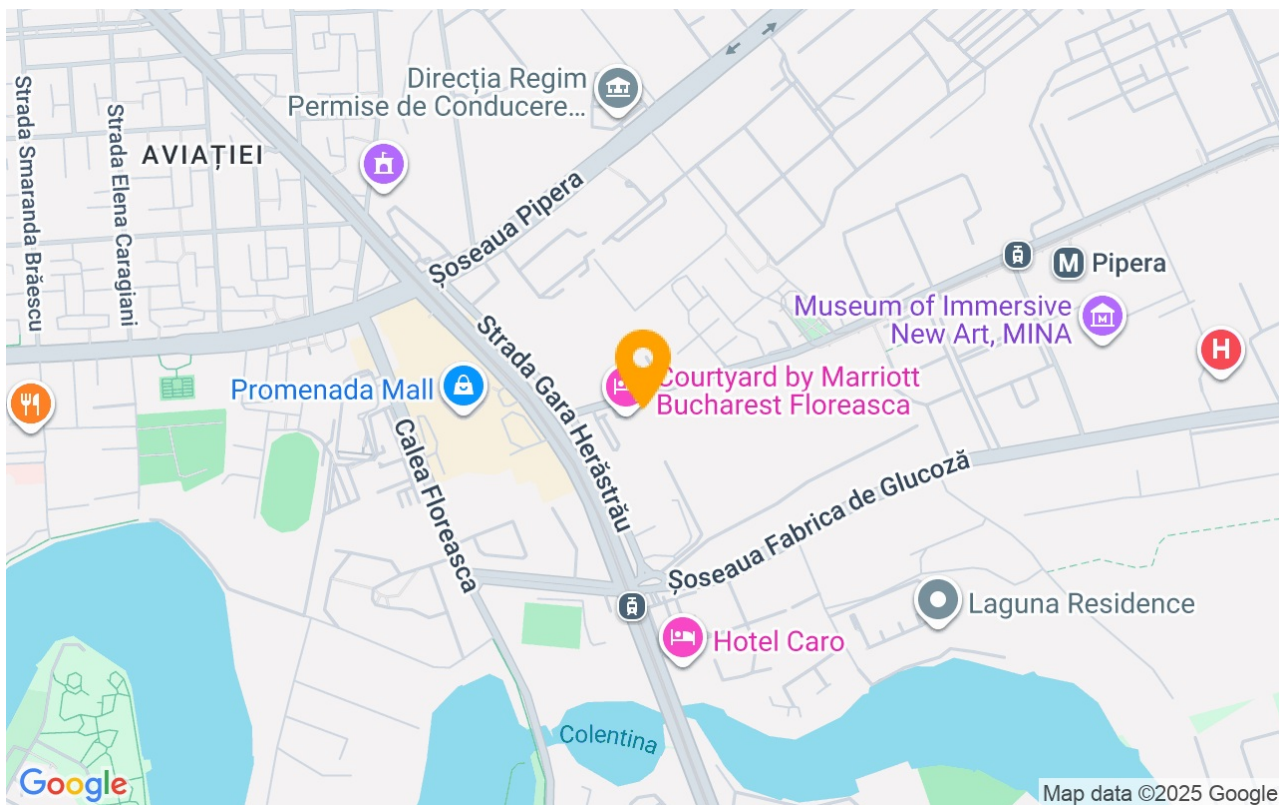 Direcția Regim
Permise de Conducere...
Strada Smaranda Brăescu
Strada Elena Caragiani
AVIAȚIEI
Șoseaua Pipera
M Pipera
Museum of Immersive
New Art, MINA
H
Strada Gara Herăstrău
Promenada Mall
Courtyard by Marriott
Bucharest Floreasca
Calea Floreasca
Șoseaua Fabrica de Glucoză
Laguna Residence
Hotel Caro
Colentina
Google
Map data ©2025 Google